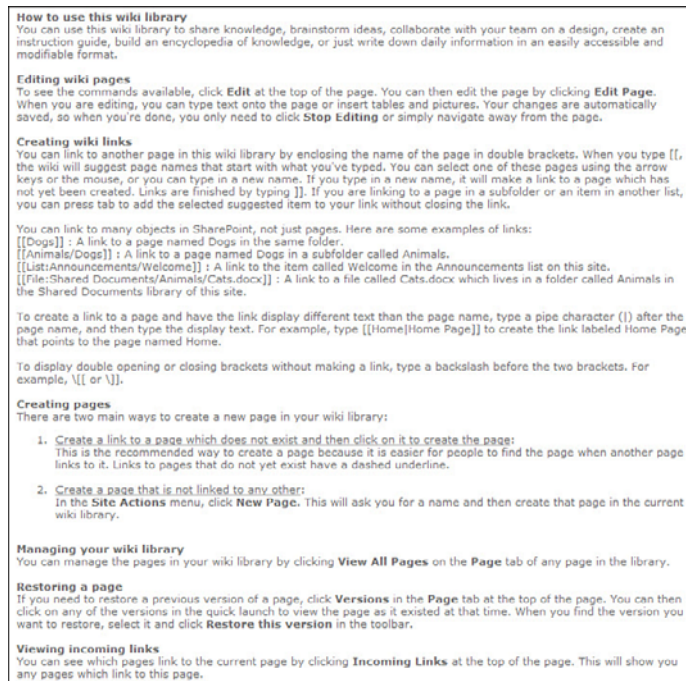 How to use this wiki library
You can use this wiki library to share knowledge, brainstorm ideas, collaborate with your team on a design, create an
instruction guide, build an encyclopedia of knowledge, or just write down daily information in an easily accessible and
modifiable format.
Editing wiki pages
To see the commands available, click Edit at the top of the page. You can then edit the page by clicking Edit Page.
When you are editing, you can type text onto the page or insert tables and pictures. Your changes are automatically
saved, so when you're done, you only need to click Stop Editing or simply navigate away from the page.
Creating wiki links
You can link to another page in this wiki library by enclosing the name of the page in double brackets. When you type [[,
the wiki will suggest page names that start with what you've typed. You can select one of these pages using the arrow
keys or the mouse, or you can type in a new name. If you type in a new name, it will make a link to a page which has
not yet been created. Links are finished by typing ]]. If you are linking to a page in a subfolder or an item in another list,
you can press tab to add the selected suggested item to your link without closing the link.
You can link to many objects in SharePoint, not just pages. Here are some examples of links:
[[Dogs]] : A link to a page named Dogs in the same folder.
[[Animals/Dogs]] : A link to a page named Dogs in a subfolder called Animals.
[[List:Announcements/Welcome]] : A link to the item called Welcome in the Announcements list on this site.
[[File:Shared Documents/Animals/Cats.docx]] : A link to a file called Cats.docx which lives in a folder called Animals in
the Shared Documents library of this site.
To create a link to a page and have the link display different text than the page name, type a pipe character (|) after the
page name, and then type the display text. For example, type [[Home|Home Page]] to create the link labeled Home Page
that points to the page named Home.
To display double opening or closing brackets without making a link, type a backslash before the two brackets. For
example, \[[ or \]].
Creating pages
There are two main ways to create a new page in your wiki library:
1. Create a link to a page which does not exist and then click on it to create the page:
This is the recommended way to create a page because it is easier for people to find the page when another page
links to it. Links to pages that do not yet exist have a dashed underline.
2. Create a page that is not linked to any other:
In the Site Actions menu, click New Page. This will ask you for a name and then create that page in the current
wiki library.
Managing your wiki library
You can manage the pages in your wiki library by clicking View All Pages on the Page tab of any page in the library.
Restoring a page
If you need to restore a previous version of a page, click Versions in the Page tab at the top of the page. You can then
click on any of the versions in the quick launch to view the page as it existed at that time. When you find the version you
want to restore, select it and click Restore this version in the toolbar.
Viewing incoming links
You can see which pages link to the current page by clicking Incoming Links at the top of the page. This will show you
any pages which link to this page.